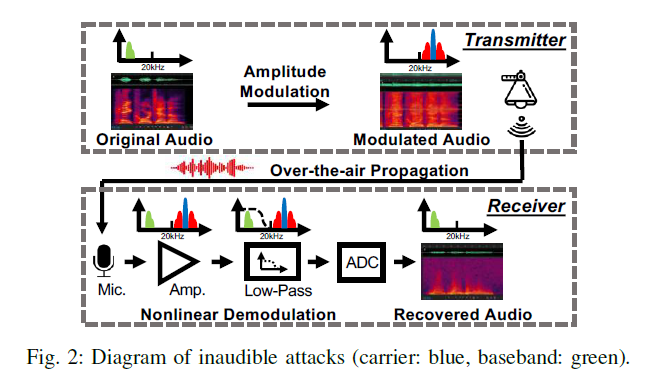 Transmitter
20kHz
20kHz
Amplitude
Modulation
Original Audio
Modulated Audio
Over-the-air Propagation
Receiver
20kHz
20kHz
20kHz
ADC
Mic.
Amp.
Low-Pass
Nonlinear Demodulation
Recovered Audio
Fig. 2: Diagram of inaudible attacks (carrier: blue, baseband: green).